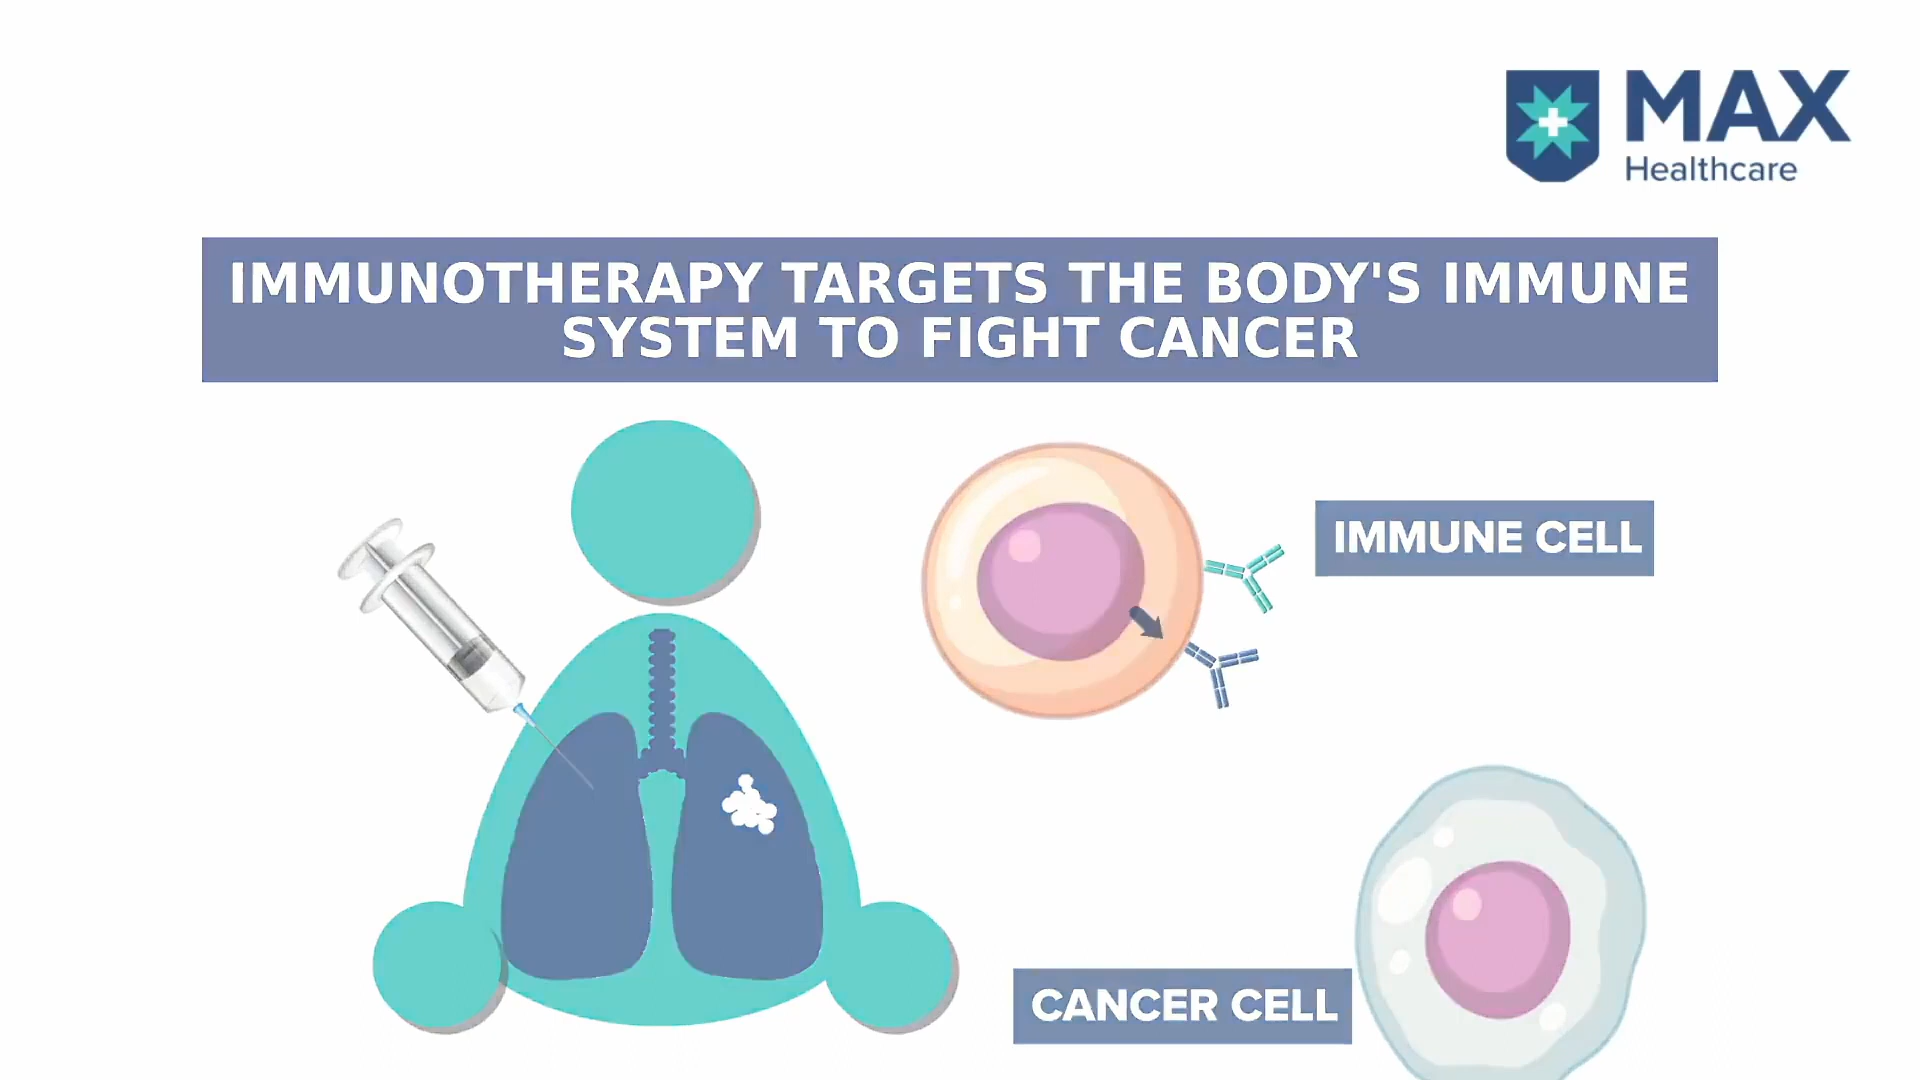 MAX
Healthcare
IMMUNOTHERAPY TARGETS THE BODY'S IMMUNE
SYSTEM TO FIGHT CANCER
IMMUNE CELL
CANCER CELL